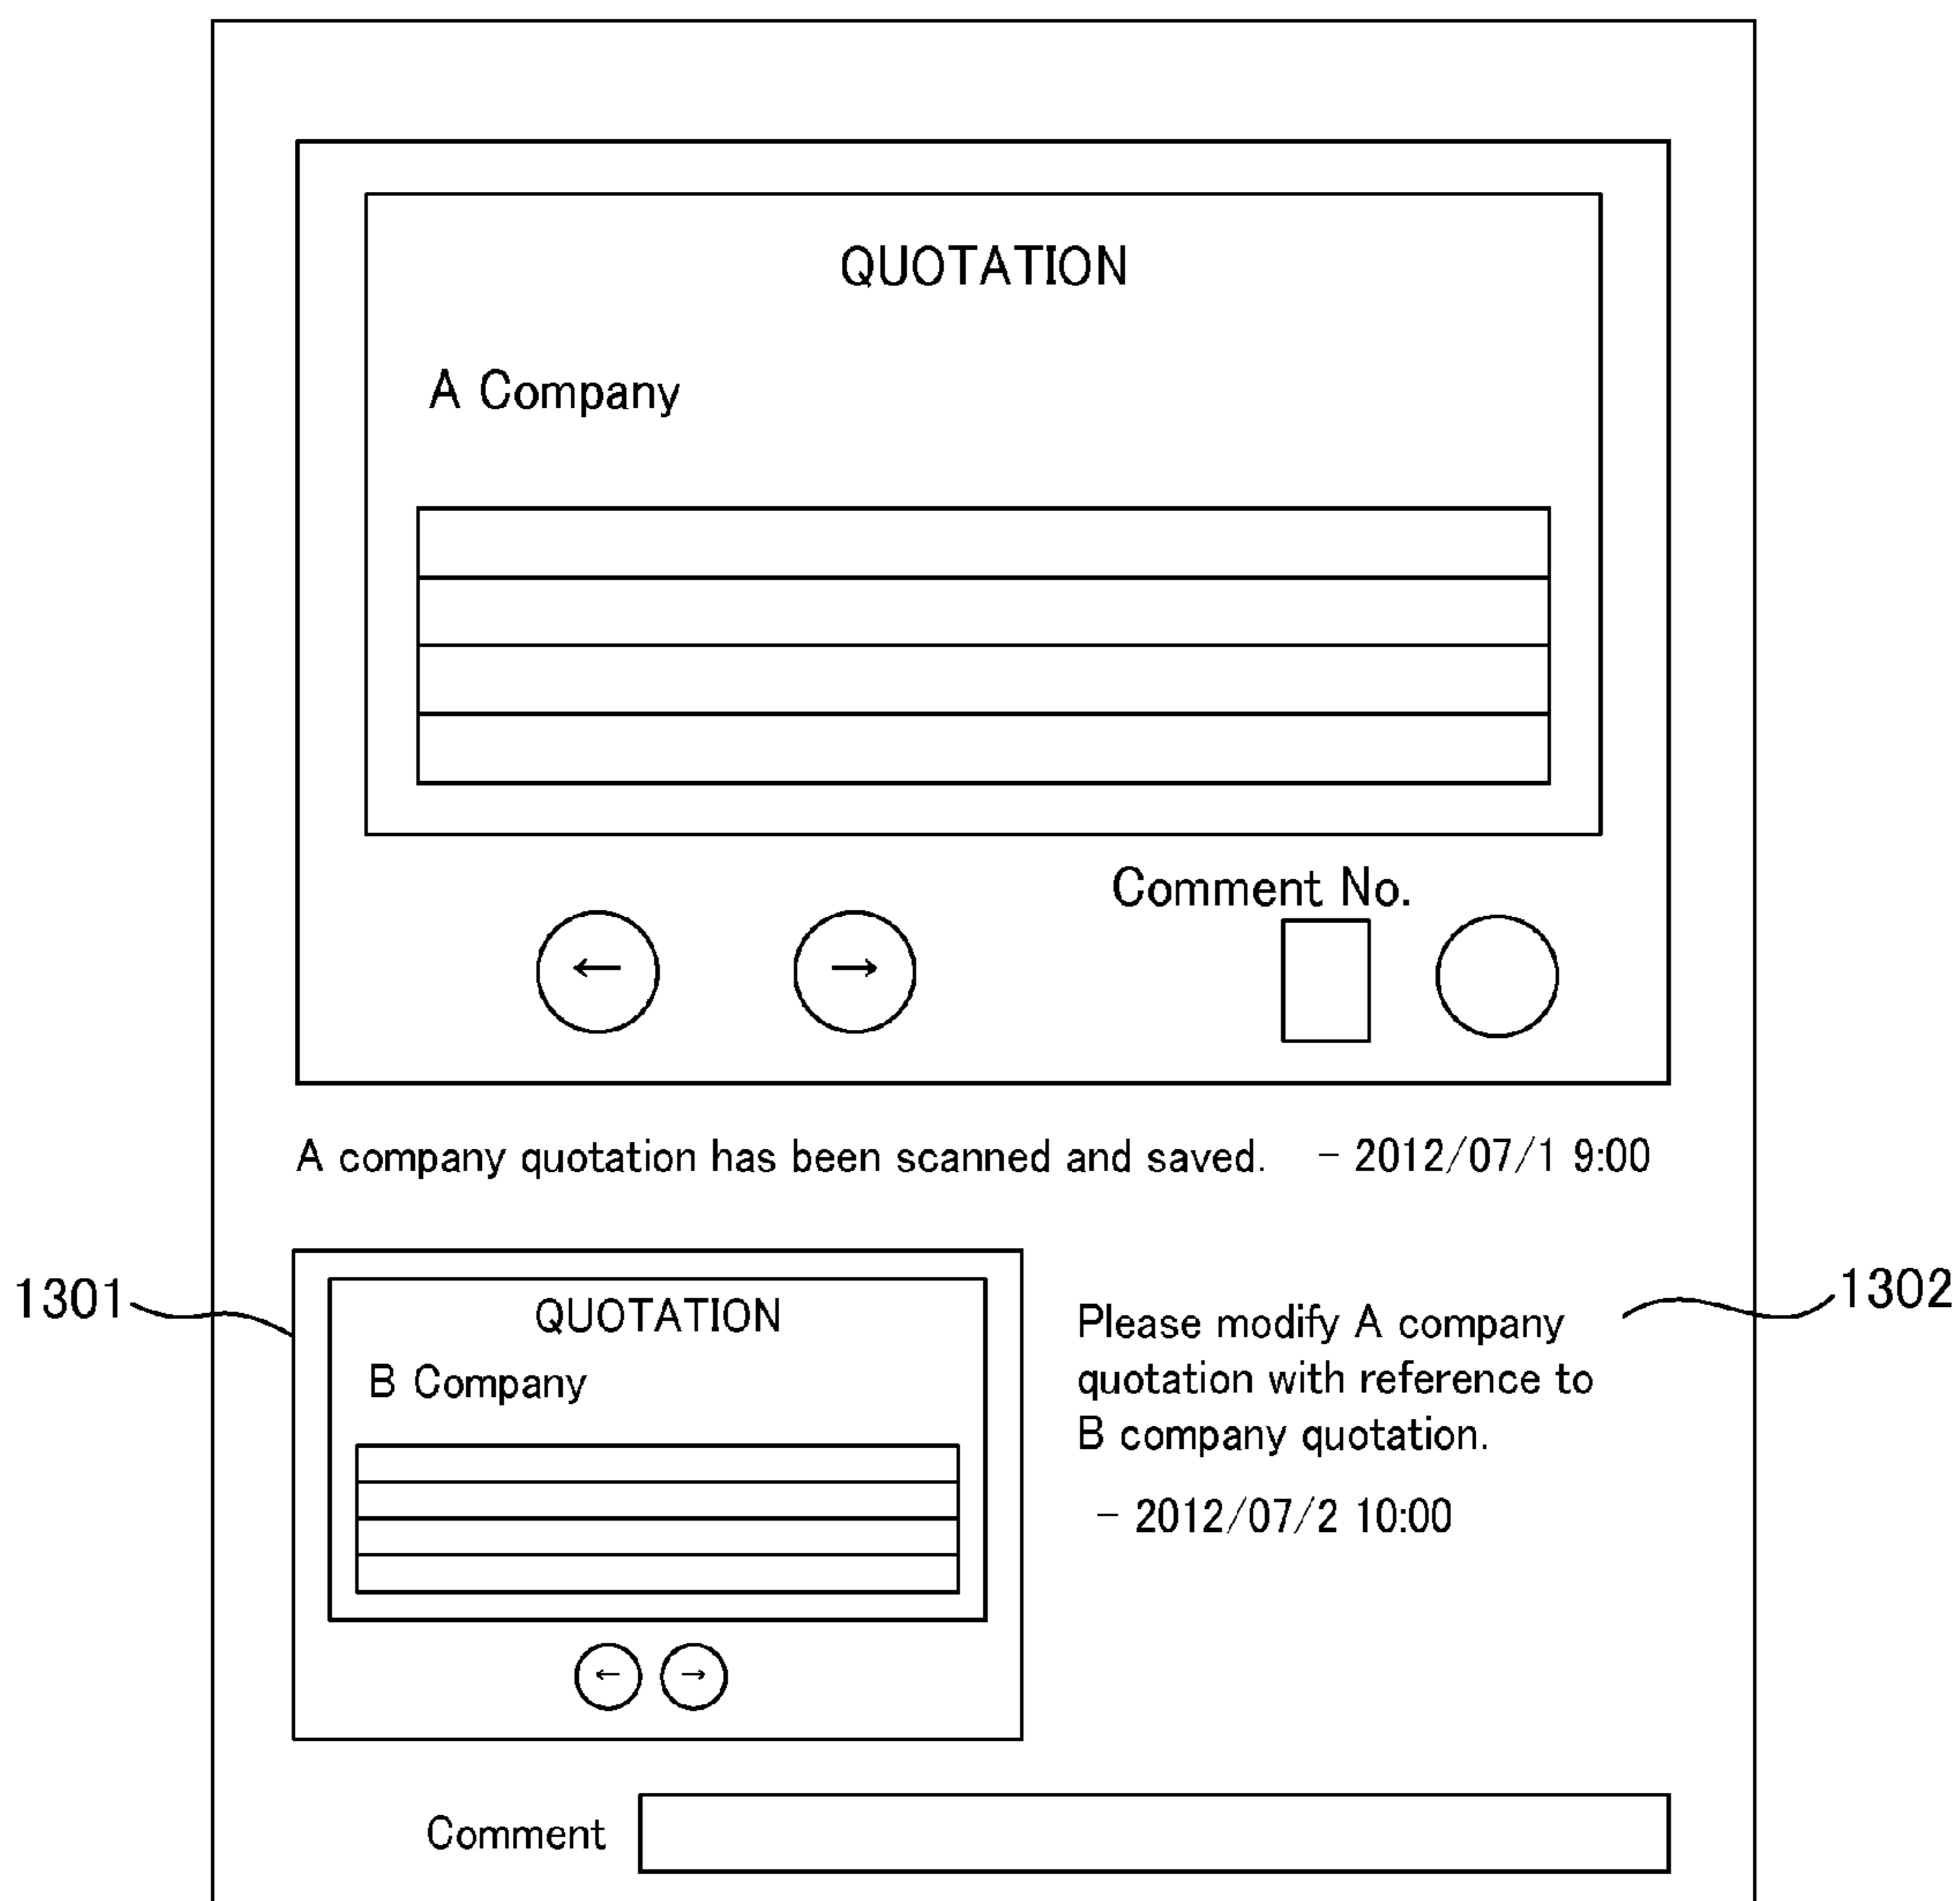 QUOTATION
A Company
Comment No.
←
→
A company quotation has been scanned and saved. – 2012/07/1 9:00
1301
QUOTATION
B Company
←
→
Please modify A company
quotation with reference to
B company quotation.
– 2012/07/2 10:00
1302
Comment